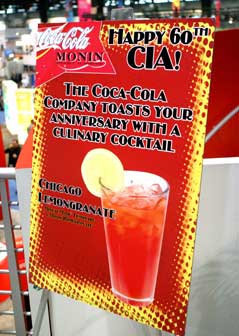 Coca-Cola
MONIN
HAPPY 60TH
CIA!
THE COCA-COLA
COMPANY TOASTS YOUR
ANNIVERSARY WITH A
CULINARY COCKTAIL
CHICAGO
LEMONGRANATE